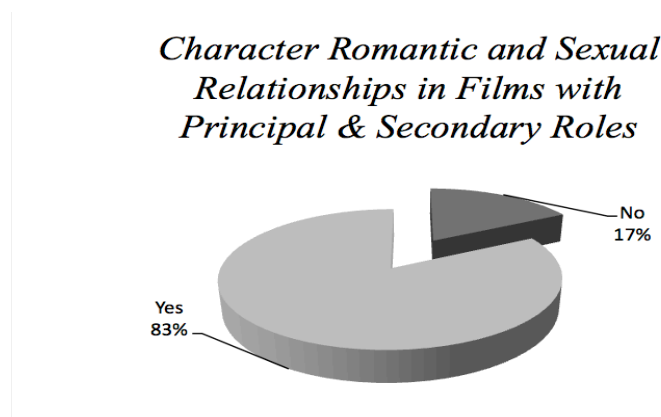 Character Romantic and Sexual
Relationships in Films with
Principal & Secondary Roles
No
17%
Yes
83%